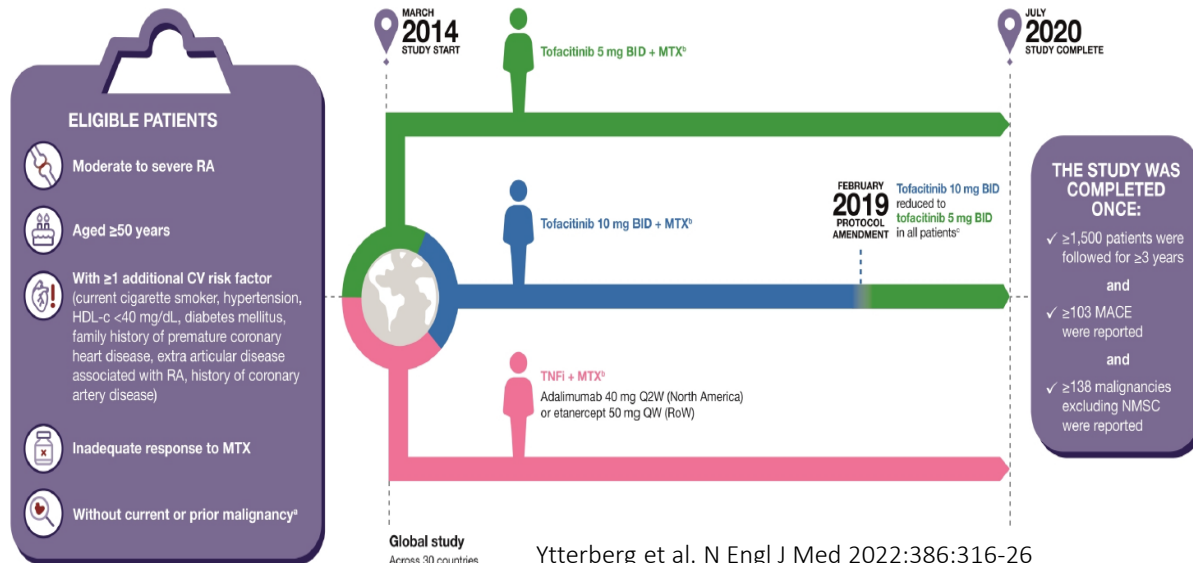 ELIGIBLE PATIENTS
Moderate to severe RA
Aged ≥50 years
With ≥1 additional CV risk factor
(current cigarette smoker, hypertension,
HDL-c <40 mg/dL, diabetes mellitus,
family history of premature coronary
heart disease, extra articular disease
associated with RA, history of coronary
artery disease)
Inadequate response to MTX
Without current or prior malignancyᵃ
MARCH
2014
STUDY START
Tofacitinib 5 mg BID + MTXᵇ
Tofacitinib 10 mg BID + MTXᵇ
FEBRUARY
2019
PROTOCOL
AMENDMENT
Tofacitinib 10 mg BID
reduced to
tofacitinib 5 mg BID
in all patientsᶜ
TNFi + MTXᵇ
Adalimumab 40 mg Q2W (North America)
or etanercept 50 mg QW (RoW)
JULY
2020
STUDY COMPLETE
THE STUDY WAS
COMPLETED
ONCE:
✓ ≥1,500 patients were
followed for ≥3 years
and
✓ ≥103 MACE
were reported
and
✓ ≥138 malignancies
excluding NMSC
were reported
Global study
Across 30 countries
Ytterberg et al. N Engl J Med 2022:386:316-26